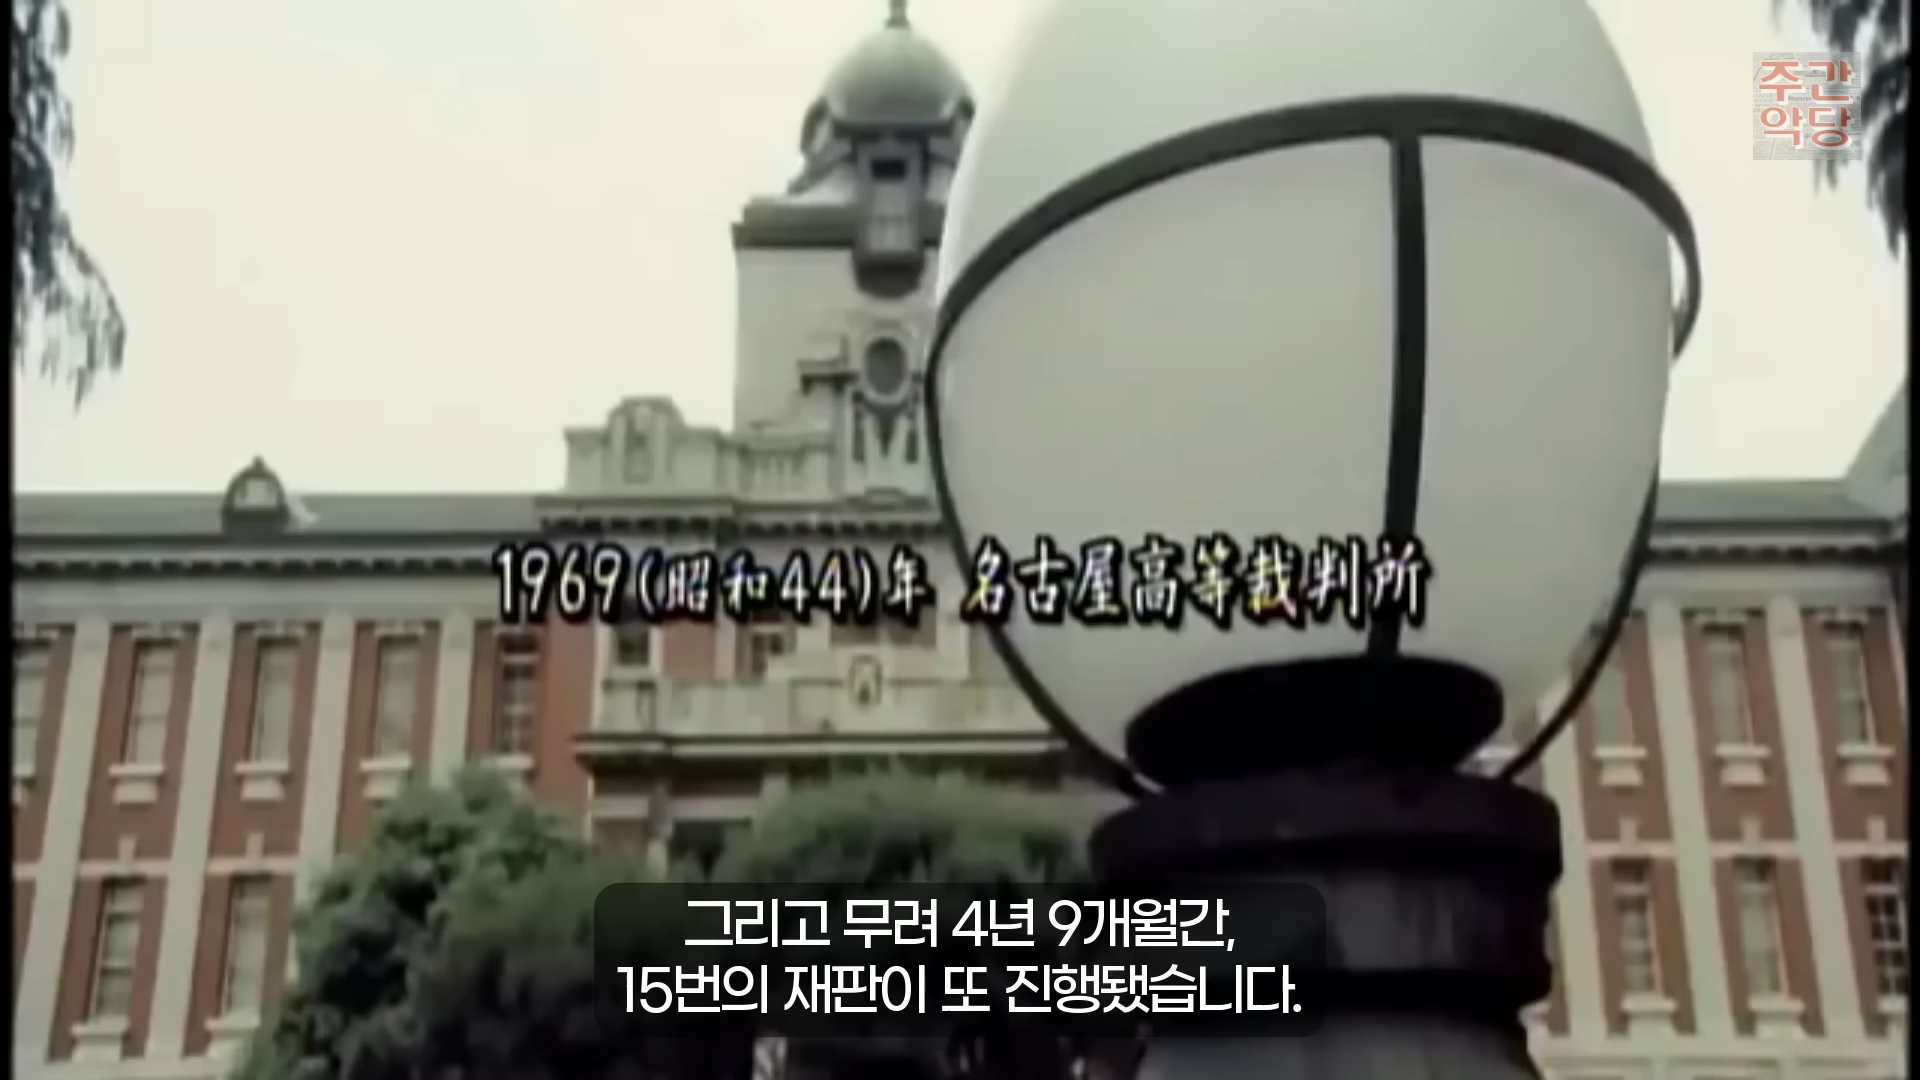 주간
악당
1969(昭和44)年 名古屋高等裁判所
그리고 무려 4년 9개월간,
15번의 재판이 또 진행됐습니다.